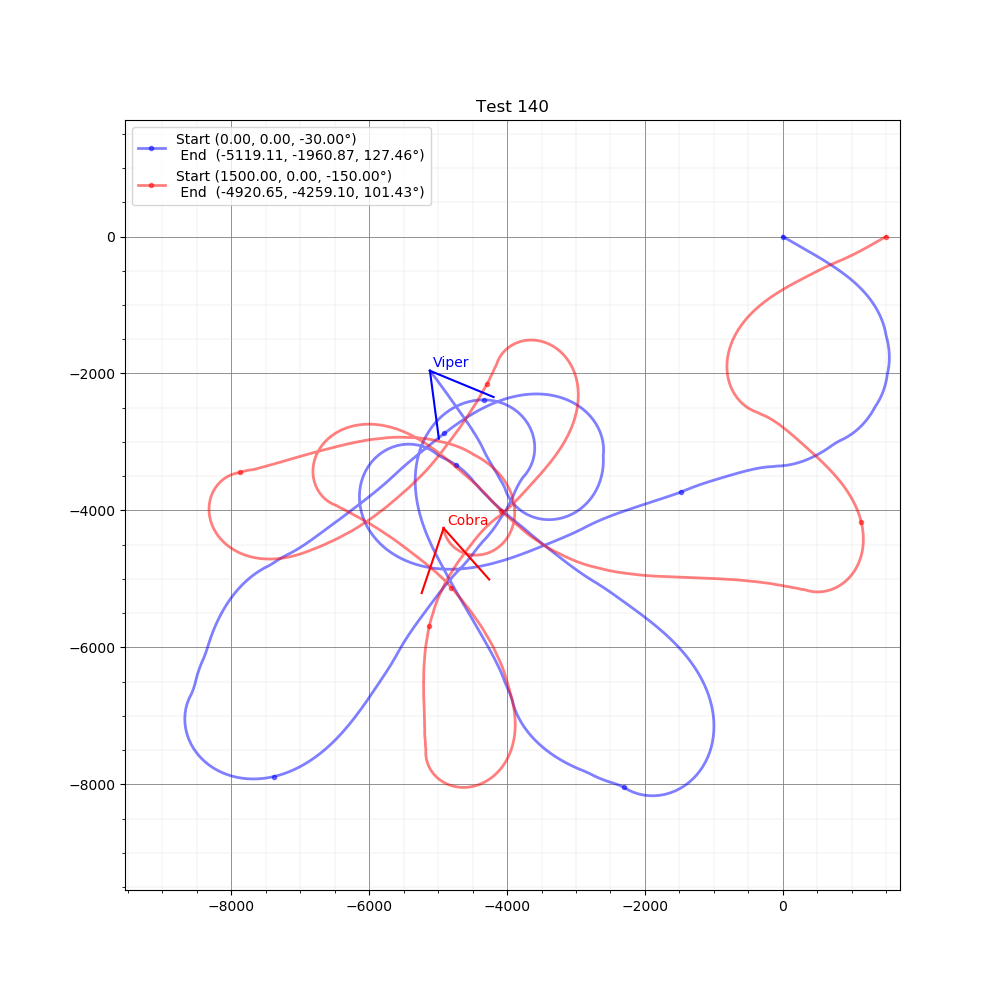 Test 140
Start (0.00, 0.00, -30.00°)
End (-5119.11, -1960.87, 127.46°)
Start (1500.00, 0.00, -150.00°)
End (-4920.65, -4259.10, 101.43°)
0
−2000
−4000
−6000
−8000
Viper
Cobra
−8000 −6000 −4000 −2000 0